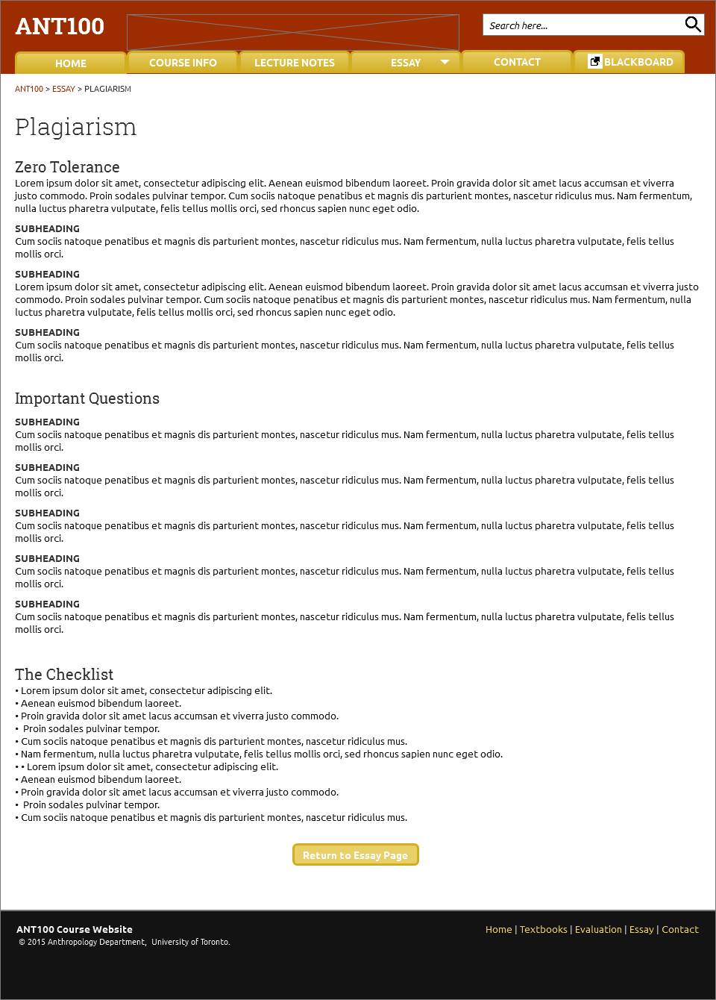 ANT100
Search here...
HOME
COURSE INFO
LECTURE NOTES
ESSAY
CONTACT
BLACKBOARD
ANT100 > ESSAY > PLAGIARISM
Plagiarism
Zero Tolerance
Lorem ipsum dolor sit amet, consectetur adipiscing elit. Aenean euismod bibendum laoreet. Proin gravida dolor sit amet lacus accumsan et viverra
justo commodo. Proin sodales pulvinar tempor. Cum sociis natoque penatibus et magnis dis parturient montes, nascetur ridiculus mus. Nam fermentum,
nulla luctus pharetra vulputate, felis tellus mollis orci, sed rhoncus sapien nunc eget odio.
SUBHEADING
Cum sociis natoque penatibus et magnis dis parturient montes, nascetur ridiculus mus. Nam fermentum, nulla luctus pharetra vulputate, felis tellus
mollis orci.
SUBHEADING
Lorem ipsum dolor sit amet, consectetur adipiscing elit. Aenean euismod bibendum laoreet. Proin gravida dolor sit amet lacus accumsan et viverra justo
commodo. Proin sodales pulvinar tempor. Cum sociis natoque penatibus et magnis dis parturient montes, nascetur ridiculus mus. Nam fermentum, nulla
luctus pharetra vulputate, felis tellus mollis orci, sed rhoncus sapien nunc eget odio.
SUBHEADING
Cum sociis natoque penatibus et magnis dis parturient montes, nascetur ridiculus mus. Nam fermentum, nulla luctus pharetra vulputate, felis tellus
mollis orci.
Important Questions
SUBHEADING
Cum sociis natoque penatibus et magnis dis parturient montes, nascetur ridiculus mus. Nam fermentum, nulla luctus pharetra vulputate, felis tellus
mollis orci.
SUBHEADING
Cum sociis natoque penatibus et magnis dis parturient montes, nascetur ridiculus mus. Nam fermentum, nulla luctus pharetra vulputate, felis tellus
mollis orci.
SUBHEADING
Cum sociis natoque penatibus et magnis dis parturient montes, nascetur ridiculus mus. Nam fermentum, nulla luctus pharetra vulputate, felis tellus
mollis orci.
SUBHEADING
Cum sociis natoque penatibus et magnis dis parturient montes, nascetur ridiculus mus. Nam fermentum, nulla luctus pharetra vulputate, felis tellus
mollis orci.
SUBHEADING
Cum sociis natoque penatibus et magnis dis parturient montes, nascetur ridiculus mus. Nam fermentum, nulla luctus pharetra vulputate, felis tellus
mollis orci.
The Checklist
• Lorem ipsum dolor sit amet, consectetur adipiscing elit.
• Aenean euismod bibendum laoreet.
• Proin gravida dolor sit amet lacus accumsan et viverra justo commodo.
• Proin sodales pulvinar tempor.
• Cum sociis natoque penatibus et magnis dis parturient montes, nascetur ridiculus mus.
• Nam fermentum, nulla luctus pharetra vulputate, felis tellus mollis orci, sed rhoncus sapien nunc eget odio.
• • Lorem ipsum dolor sit amet, consectetur adipiscing elit.
• Aenean euismod bibendum laoreet.
• Proin gravida dolor sit amet lacus accumsan et viverra justo commodo.
• Proin sodales pulvinar tempor.
• Cum sociis natoque penatibus et magnis dis parturient montes, nascetur ridiculus mus.
Return to Essay Page
ANT100 Course Website
© 2015 Anthropology Department, University of Toronto.
Home | Textbooks | Evaluation | Essay | Contact